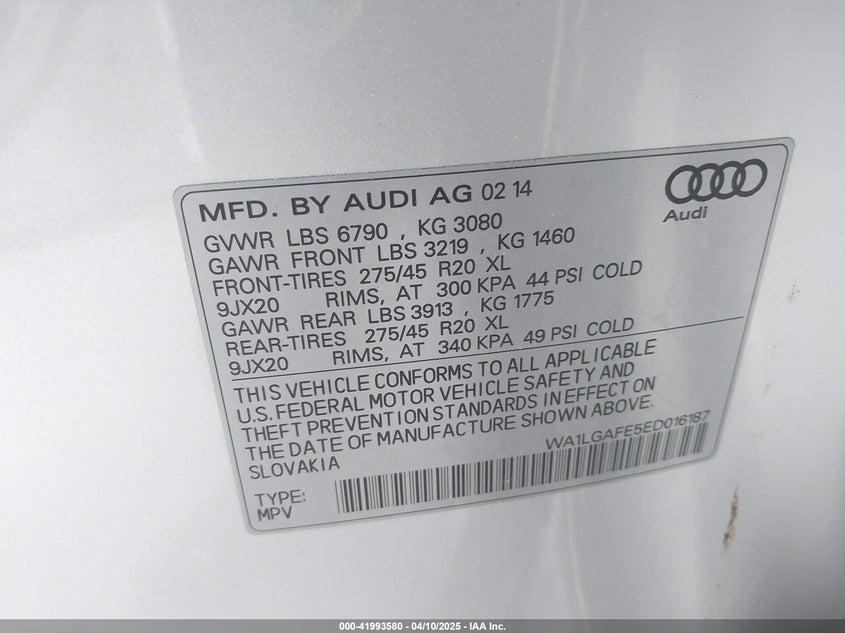 MFD. BY AUDI AG 02 14
Audi
GVWR LBS 6790 , KG 3080
GAWR FRONT LBS 3219 , KG 1460
FRONT-TIRES 275/45 R20 XL
9JX20 RIMS, AT 300 KPA 44 PSI COLD
GAWR REAR LBS 3913 , KG 1775
REAR-TIRES 275/45 R20 XL
9JX20 RIMS, AT 340 KPA 49 PSI COLD
THIS VEHICLE CONFORMS TO ALL APPLICABLE
U.S. FEDERAL MOTOR VEHICLE SAFETY AND
THEFT PREVENTION STANDARDS IN EFFECT ON
THE DATE OF MANUFACTURE SHOWN ABOVE.
SLOVAKIA
WA1LGAFE5ED016187
TYPE:
MPV
000-41993580 - 04/10/2025 - IAA Inc.